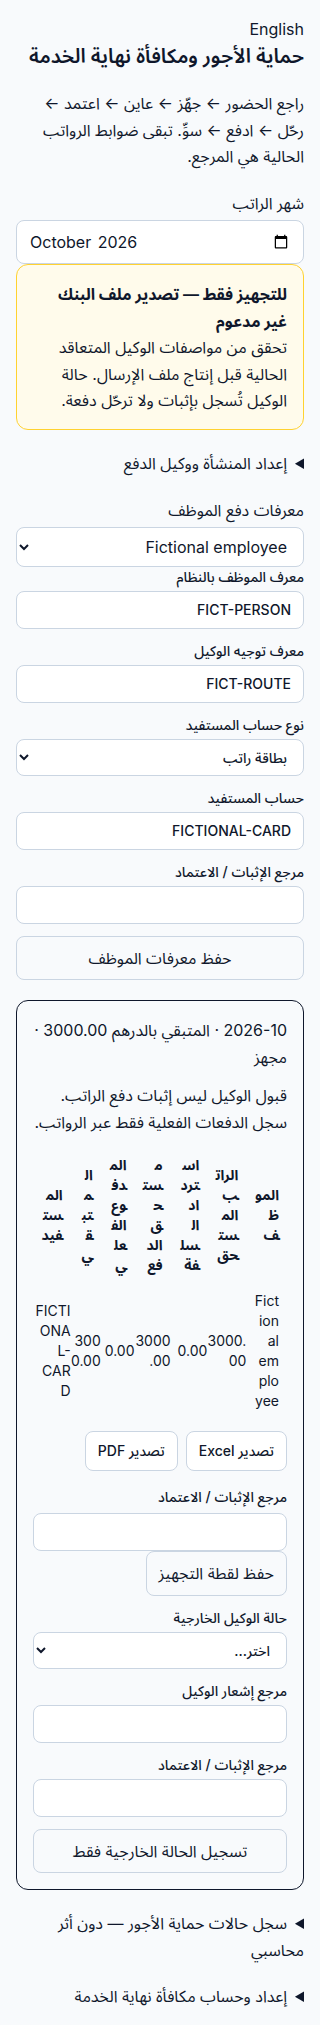 English
حماية الأجور ومكافأة نهاية الخدمة
راجع الحضور ← جهّز ← عاين ← اعتمد ←
رحّل ← ادفع ← سوِّ. تبقى ضوابط الرواتب
الحالية هي المرجع.
شهر الراتب
October 2026
للتجهيز فقط — تصدير ملف البنك
غير مدعوم
تحقق من مواصفات الوكيل المتعاقد
الحالية قبل إنتاج ملف الإرسال. حالة
الوكيل تُسجل بإثبات ولا ترحّل دفعة.
إعداد المنشأة ووكيل الدفع
معرفات دفع الموظف
Fictional employee
معرف الموظف بالنظام
FICT-PERSON
معرف توجيه الوكيل
FICT-ROUTE
نوع حساب المستفيد
بطاقة راتب
حساب المستفيد
FICTIONAL-CARD
مرجع الإثبات / الاعتماد
حفظ معرفات الموظف
2026-10 · المتبقي بالدرهم 3000.00 ·
مجهز
قبول الوكيل ليس إثبات دفع الراتب.
سجل الدفعات الفعلية فقط عبر الرواتب.
الموظف
الراتب المستحق
استرداد السلفة
مستحق الدفع
المدفوع الفعلي
المتبقي
المستفيد
Fictional employee
3000.00
0.00
3000.00
0.00
3000.00
FICTIONAL-CARD
تصدير Excel
تصدير PDF
مرجع الإثبات / الاعتماد
حفظ لقطة التجهيز
حالة الوكيل الخارجية
اختر...
مرجع إشعار الوكيل
مرجع الإثبات / الاعتماد
تسجيل الحالة الخارجية فقط
سجل حالات حماية الأجور — دون أثر
محاسبي
إعداد وحساب مكافأة نهاية الخدمة